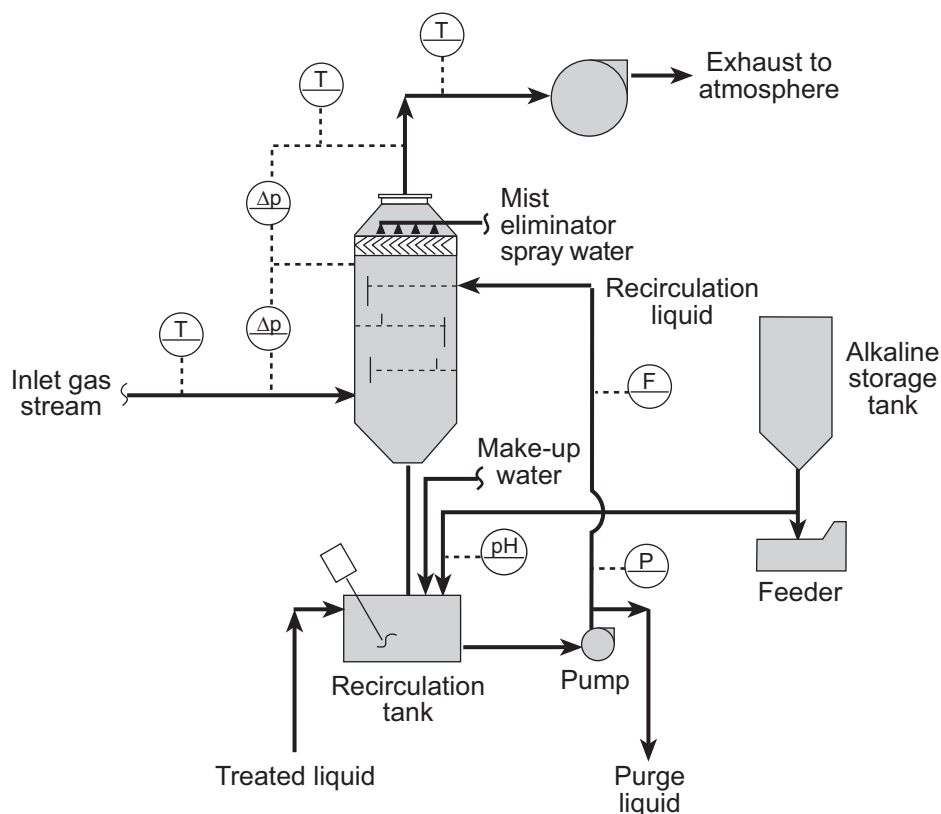 T
T
Exhaust to
atmosphere
Δp
Mist
eliminator
spray water
Recirculation
liquid
T
Δp
Alkaline
storage
tank
Inlet gas
stream
F
Make-up
water
pH
P
Feeder
Recirculation
tank
Pump
Treated liquid
Purge
liquid